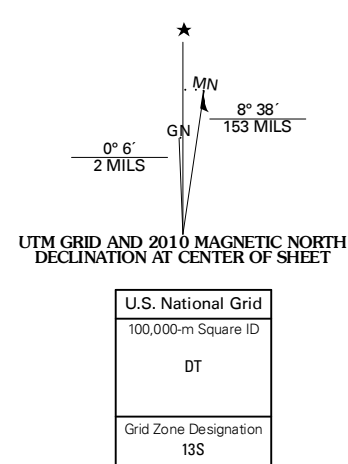 MN
8° 38´
153 MILS
GN
0° 6´
2 MILS
UTM GRID AND 2010 MAGNETIC NORTH
DECLINATION AT CENTER OF SHEET
U.S. National Grid
100,000-m Square ID
DT
Grid Zone Designation
13S